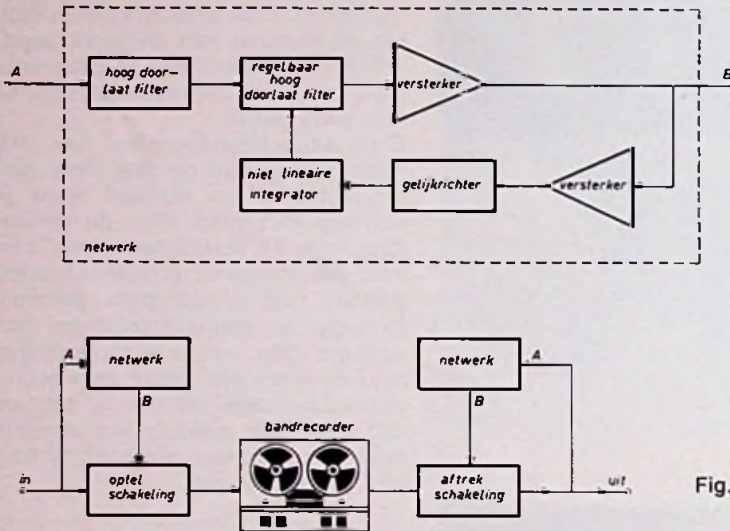 A
hoog door-
laat filter
regelbaar
hoog
doorlaat filter
versterker
B
niet lineaire
integrator
gelijkrichter
versterker
netwerk
A
netwerk
B
bandrecorder
netwerk
A
B
in
optel
schakeling
aftrek
schakeling
uit
Fig.